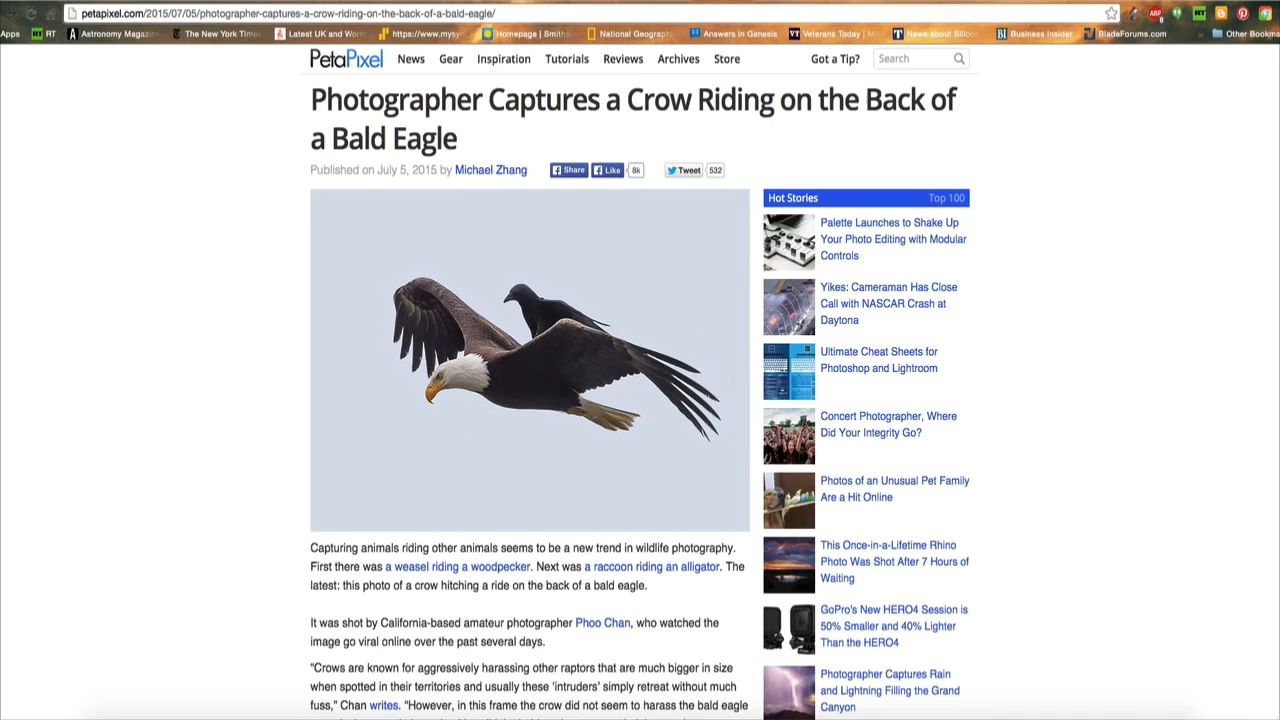 petapixel.com/2015/07/05/photographer-captures-a-crow-riding-on-the-back-of-a-bald-eagle/
Apps RT Astronomy Magazin The New York Times Latest UK and World https://www.mysyn Homepage | Smiths National Geographi Answers in Genesis Veterans Today | M News about Silicon Business Insider BladeForums.com Other Bookma
PetaPixel News Gear Inspiration Tutorials Reviews Archives Store Got a Tip? Search
Photographer Captures a Crow Riding on the Back of
a Bald Eagle
Published on July 5, 2015 by Michael Zhang Share Like 8k Tweet 532
Capturing animals riding other animals seems to be a new trend in wildlife photography.
First there was a weasel riding a woodpecker. Next was a raccoon riding an alligator. The
latest: this photo of a crow hitching a ride on the back of a bald eagle.
It was shot by California-based amateur photographer Phoo Chan, who watched the
image go viral online over the past several days.
“Crows are known for aggressively harassing other raptors that are much bigger in size
when spotted in their territories and usually these ‘intruders’ simply retreat without much
fuss,” Chan writes. “However, in this frame the crow did not seem to harass the bald eagle
Hot Stories Top 100
Palette Launches to Shake Up
Your Photo Editing with Modular
Controls
Yikes: Cameraman Has Close
Call with NASCAR Crash at
Daytona
Ultimate Cheat Sheets for
Photoshop and Lightroom
Concert Photographer, Where
Did Your Integrity Go?
Photos of an Unusual Pet Family
Are a Hit Online
This Once-in-a-Lifetime Rhino
Photo Was Shot After 7 Hours of
Waiting
GoPro's New HERO4 Session is
50% Smaller and 40% Lighter
Than the HERO4
Photographer Captures Rain
and Lightning Filling the Grand
Canyon